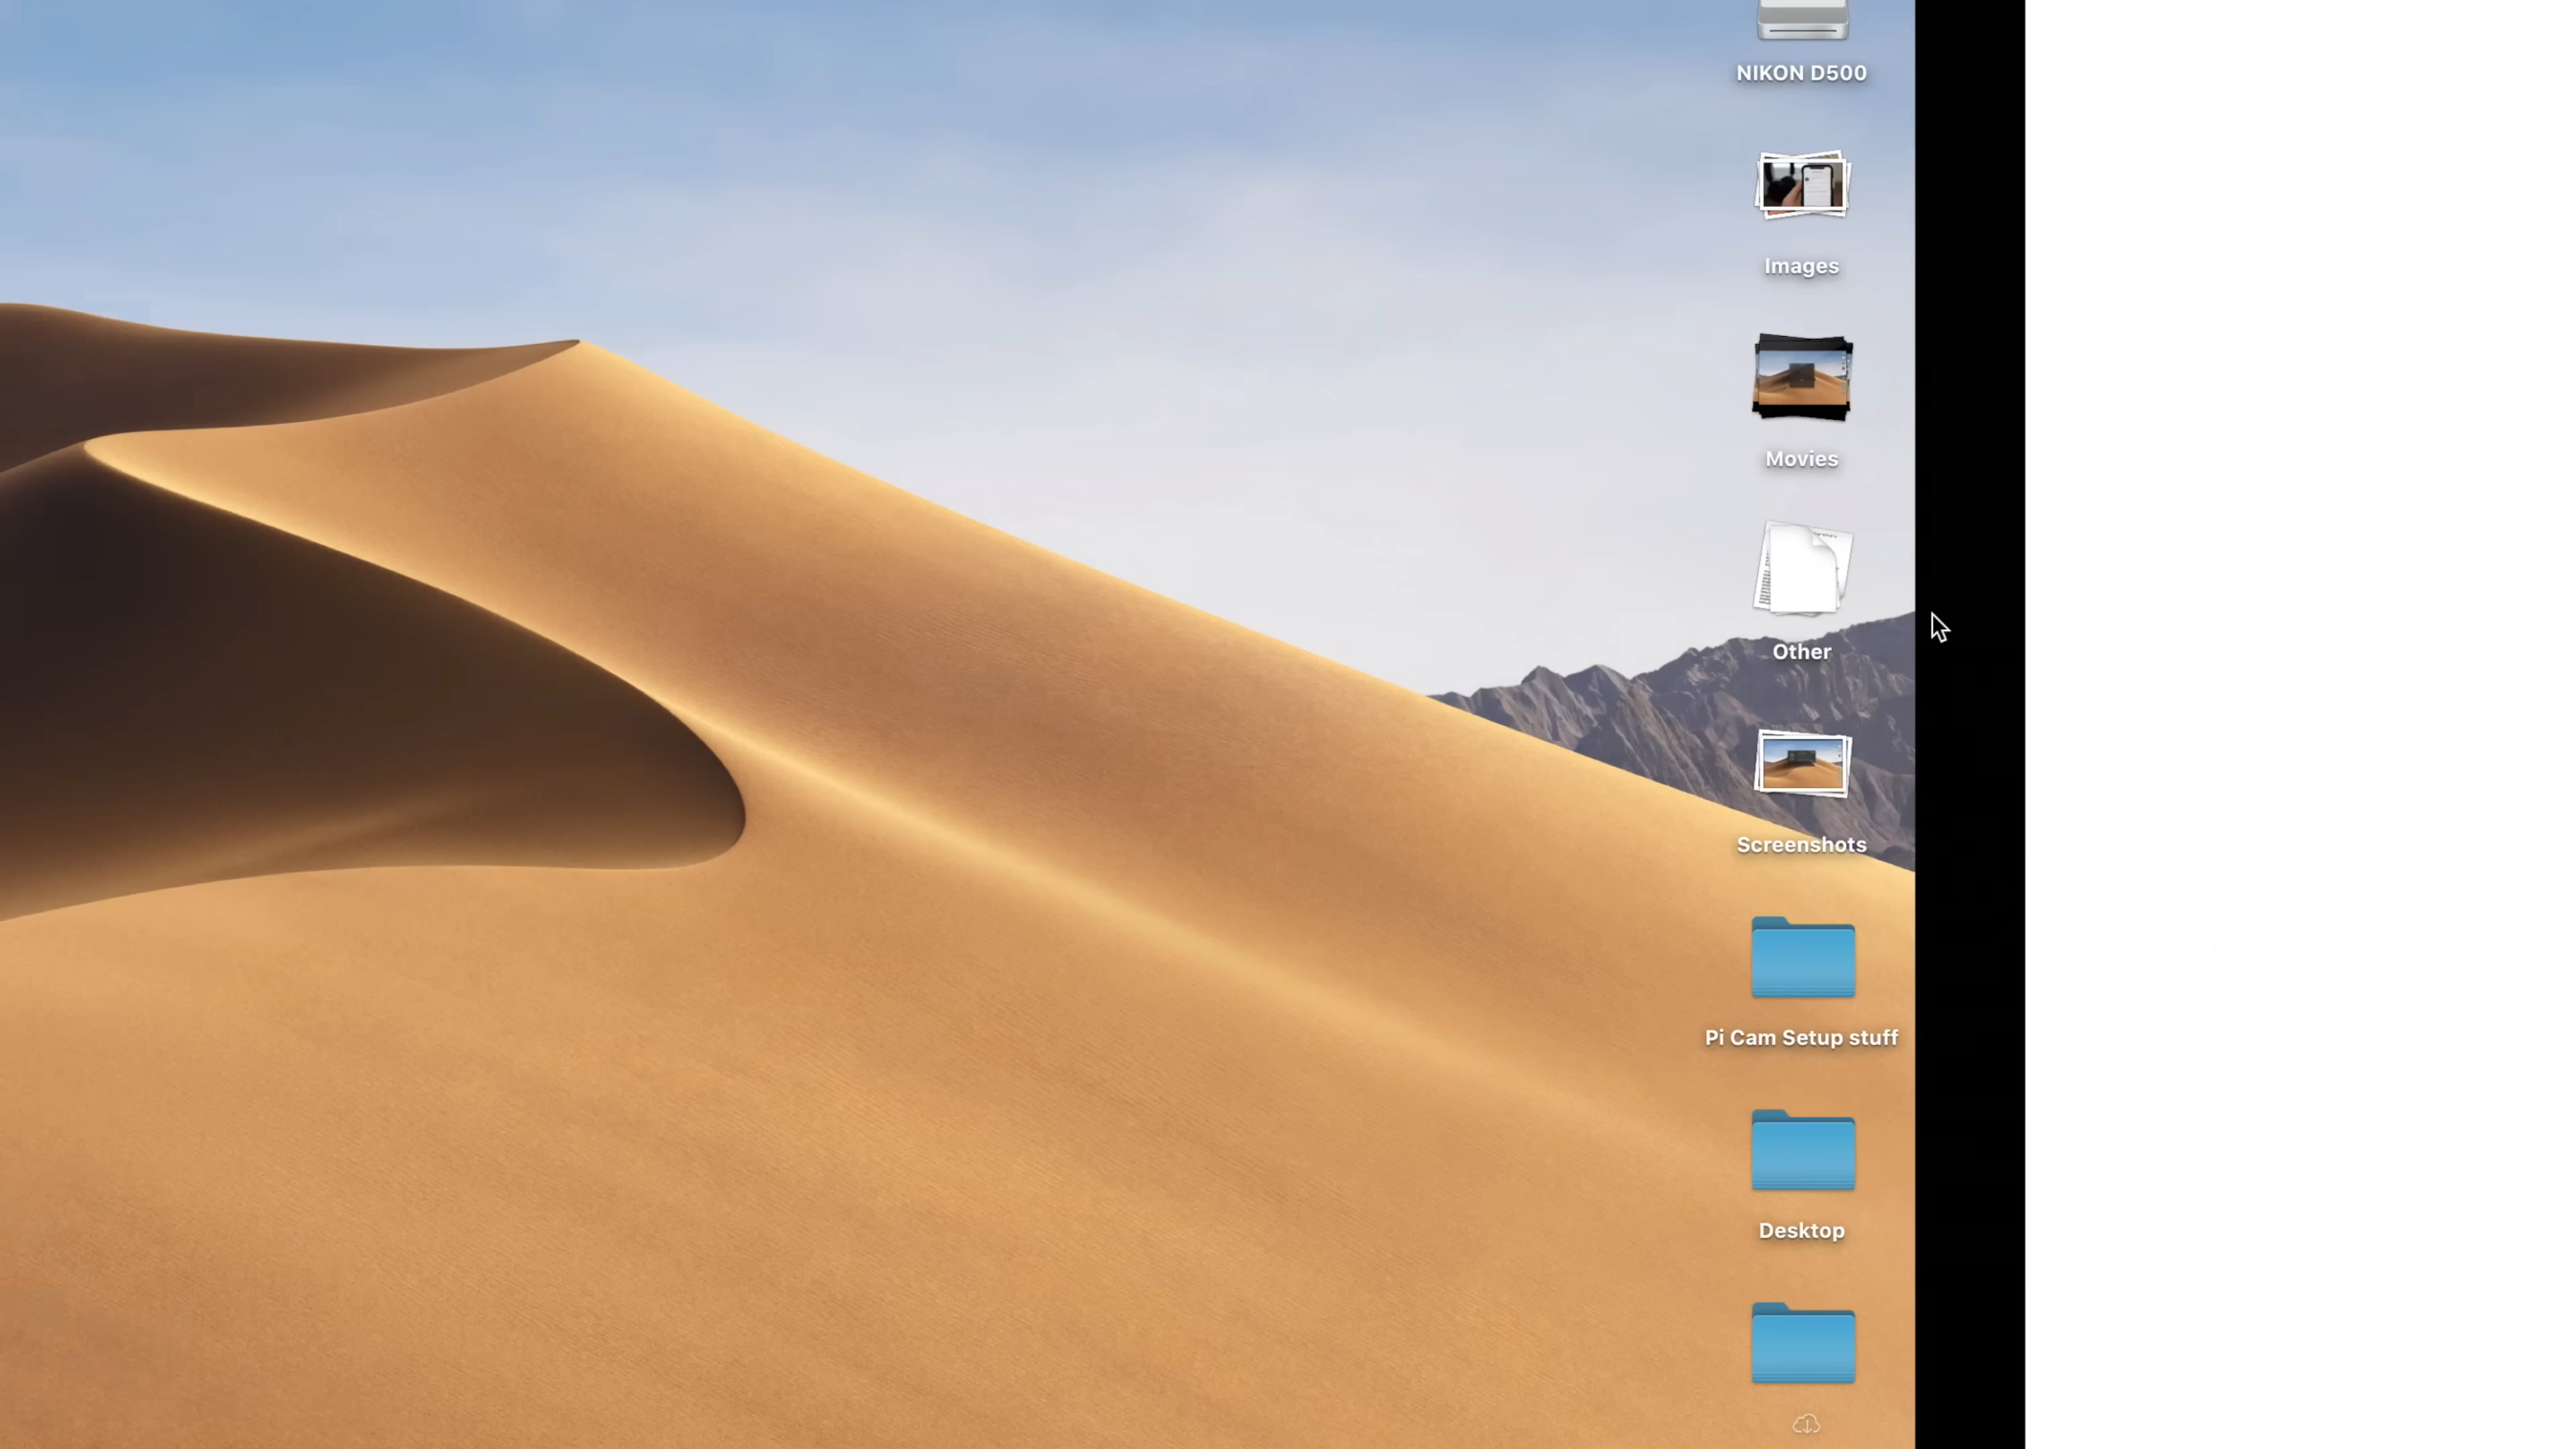 NIKON D500
Images
Movies
Other
Screenshots
Pi Cam Setup stuff
Desktop